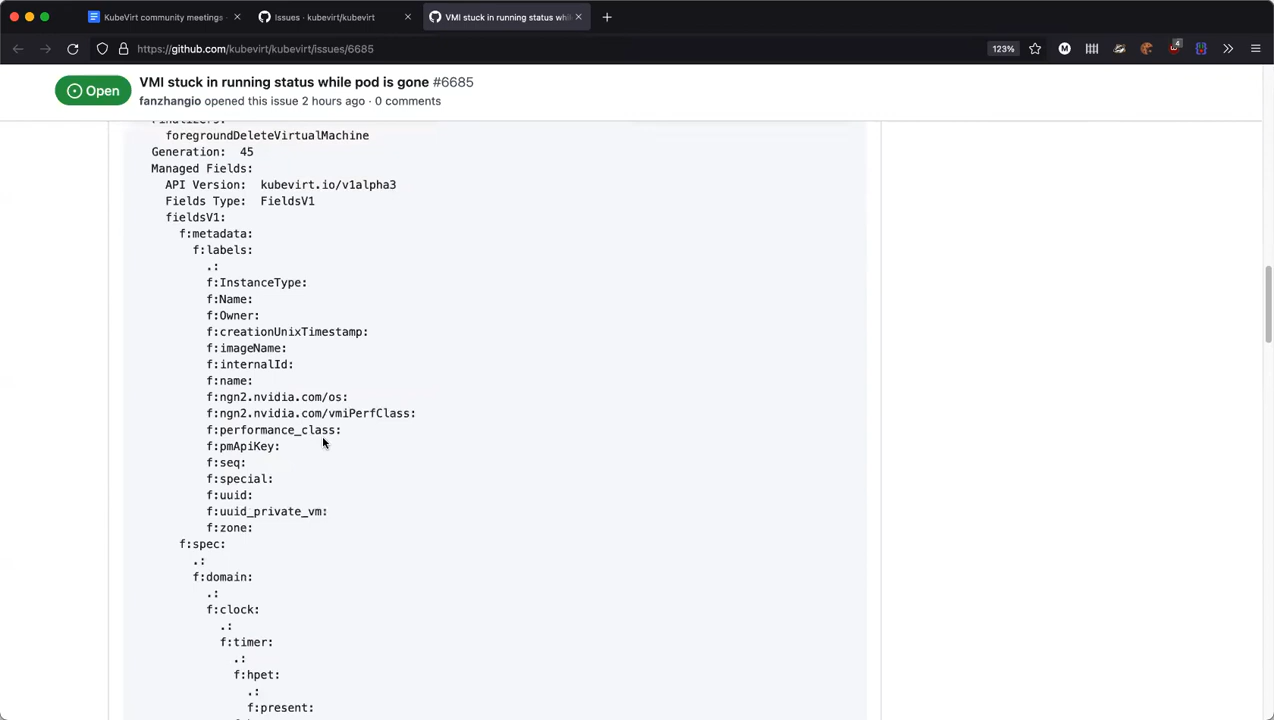 KubeVirt community meetings
Issues · kubevirt/kubevirt
VMI stuck in running status whi
https://github.com/kubevirt/kubevirt/issues/6685
123%
4
Open
VMI stuck in running status while pod is gone #6685
fanzhangio opened this issue 2 hours ago · 0 comments
Finalizers:
foregroundDeleteVirtualMachine
Generation: 45
Managed Fields:
API Version: kubevirt.io/v1alpha3
Fields Type: FieldsV1
fieldsV1:
f:metadata:
f:labels:
.:
f:InstanceType:
f:Name:
f:Owner:
f:creationUnixTimestamp:
f:imageName:
f:internalId:
f:name:
f:ngn2.nvidia.com/os:
f:ngn2.nvidia.com/vmiPerfClass:
f:performance_class:
f:pmApiKey:
f:seq:
f:special:
f:uuid:
f:uuid_private_vm:
f:zone:
f:spec:
.:
f:domain:
.:
f:clock:
.:
f:timer:
.:
f:hpet:
.:
f:present: